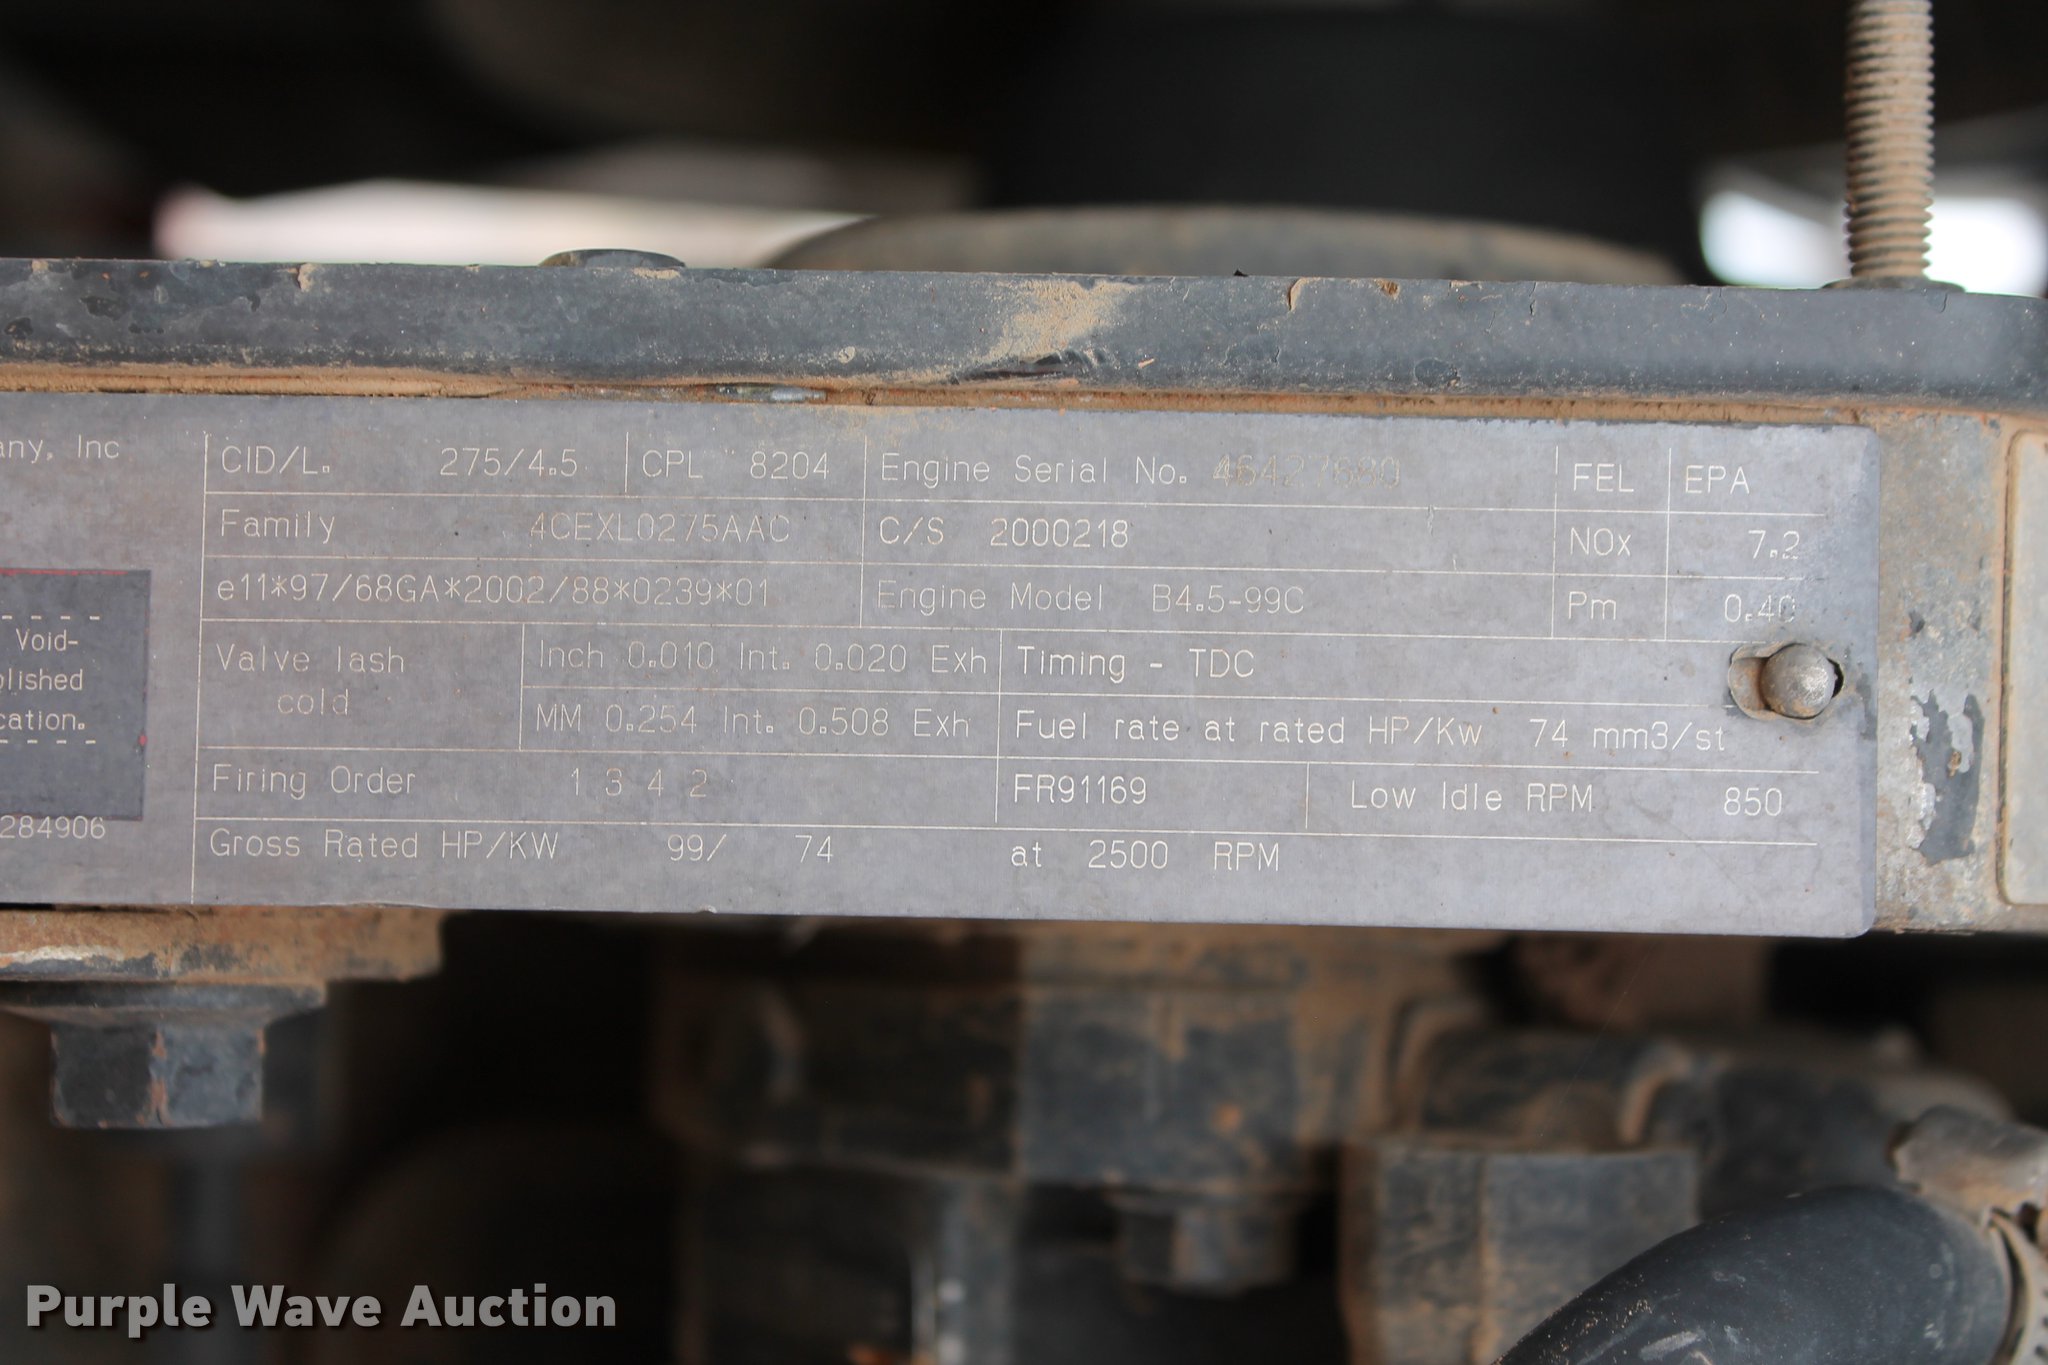 any, Inc
Void-
olished
cation.
284906
CID/L. 275/4.5 CPL 8204 Engine Serial No. 46427680 FEL EPA
Family 4CEXL0275AAC C/S 2000218 NOx 7.2
e11*97/68GA*2002/88*0239*01 Engine Model B4.5-99C Pm 0.40
Valve lash cold Inch 0.010 Int. 0.020 Exh Timing - TDC
MM 0.254 Int. 0.508 Exh Fuel rate at rated HP/Kw 74 mm3/st
Firing Order 1 3 4 2 FR91169 Low Idle RPM 850
Gross Rated HP/KW 99/ 74 at 2500 RPM
Purple Wave Auction